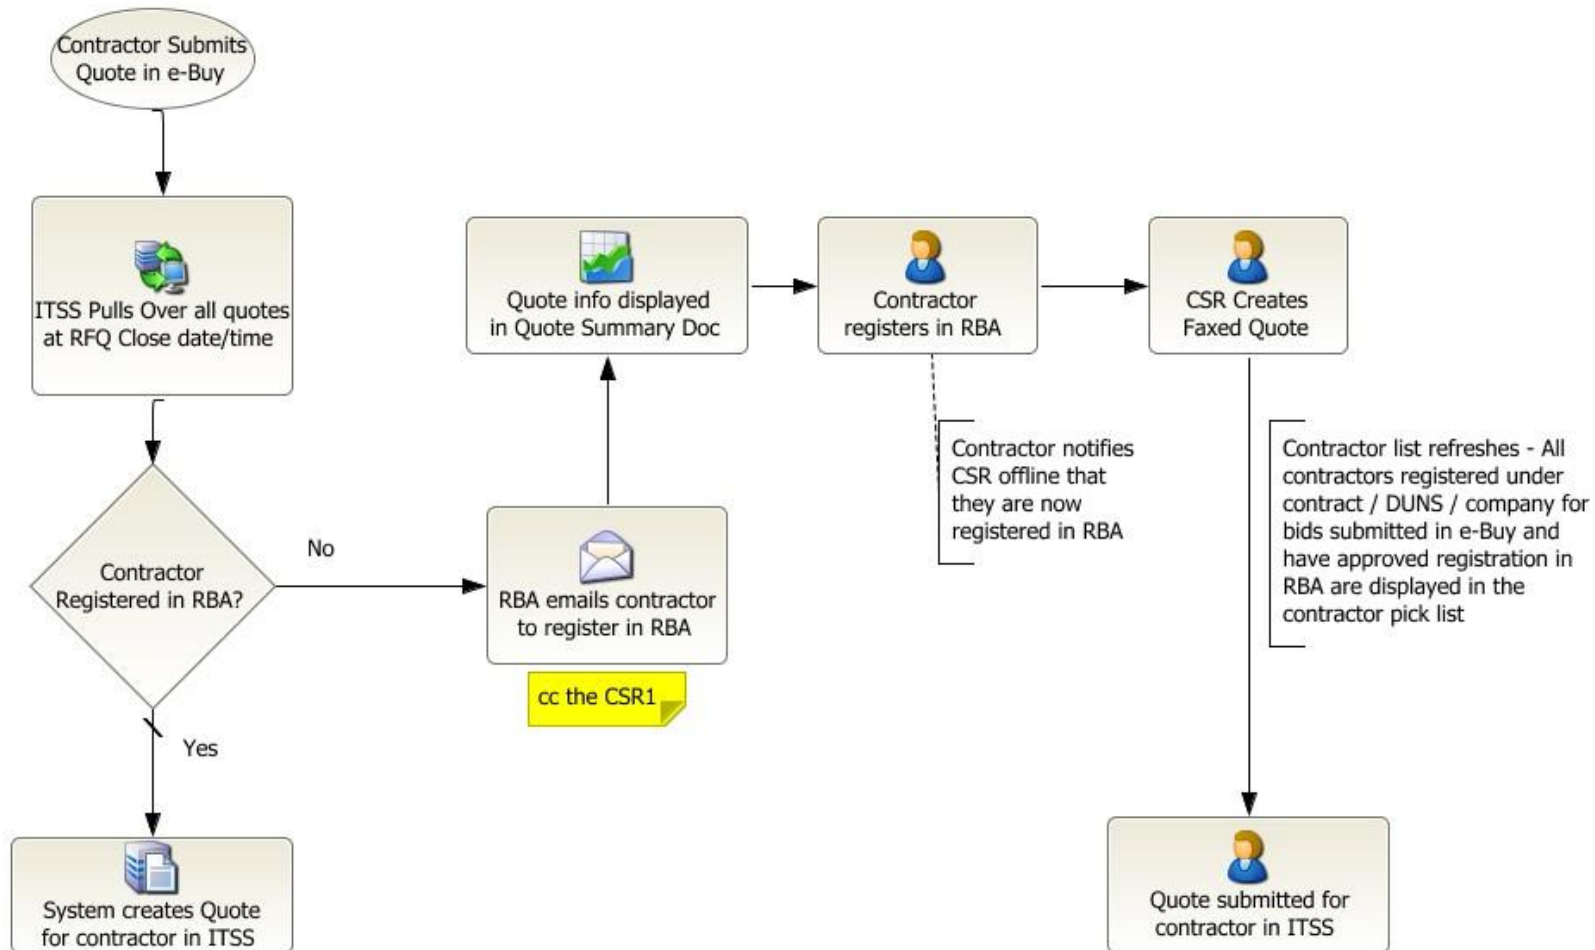 Contractor Submits
Quote in e-Buy
ITSS Pulls Over all quotes
at RFQ Close date/time
Contractor
Registered in RBA?
No
Yes
System creates Quote
for contractor in ITSS
RBA emails contractor
to register in RBA
cc the CSR1
Quote info displayed
in Quote Summary Doc
Contractor
registers in RBA
Contractor notifies
CSR offline that
they are now
registered in RBA
CSR Creates
Faxed Quote
Contractor list refreshes - All
contractors registered under
contract / DUNS / company for
bids submitted in e-Buy and
have approved registration in
RBA are displayed in the
contractor pick list
Quote submitted for
contractor in ITSS